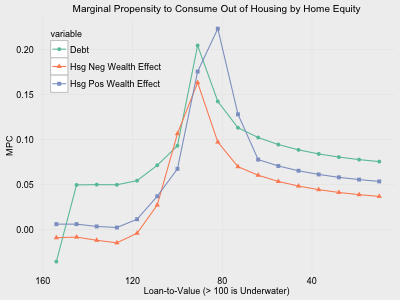 Marginal Propensity to Consume Out of Housing by Home Equity
variable
Debt
Hsg Neg Wealth Effect
Hsg Pos Wealth Effect
0.20
0.15
0.10
0.05
0.00
MPC
160 120 80 40
Loan-to-Value (> 100 is Underwater)